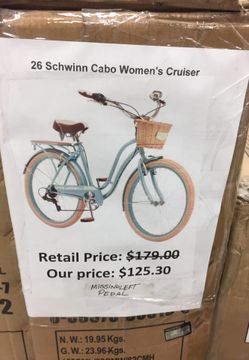 26 Schwinn Cabo Women's Cruiser
Retail Price: $179.00
Our price: $125.30
MISSING LEFT
PEDAL
N.W.: 19.95 Kgs.
G.W.: 23.96 Kgs.